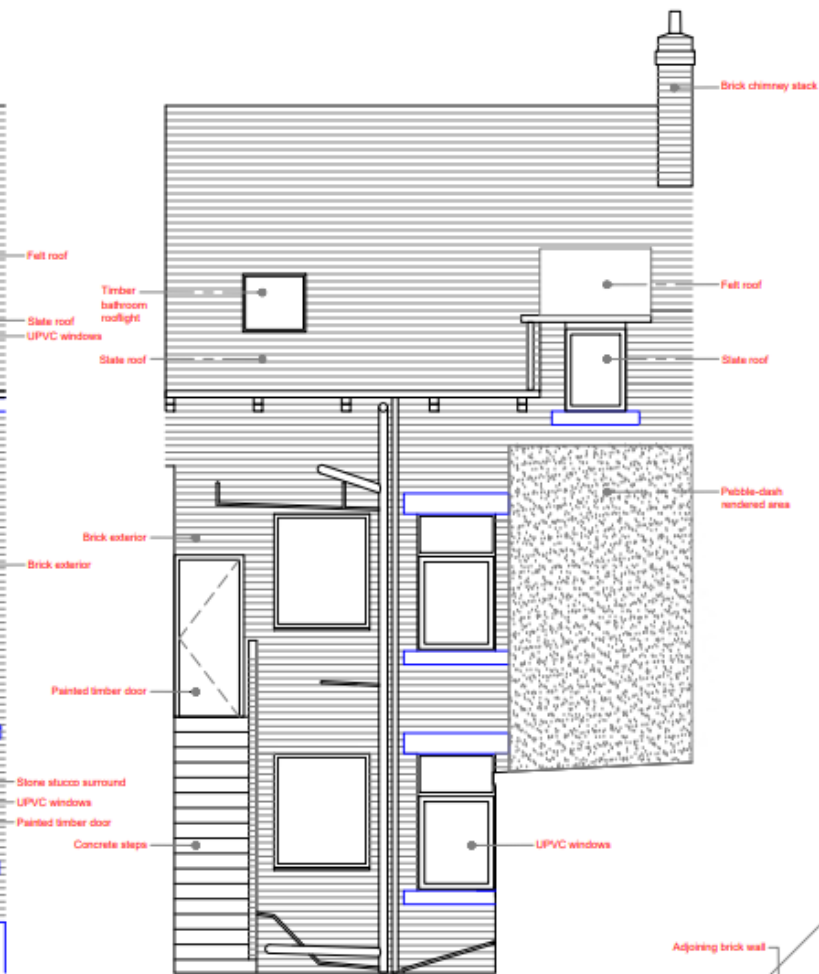 Brick chimney stack
Felt roof
Timber
bathroom
rooflight
Felt roof
Slate roof
UPVC windows
Slate roof
Slate roof
Pebble-dash
rendered area
Brick exterior
Brick exterior
Painted timber door
Stone stucco surround
UPVC windows
Painted timber door
Concrete steps
UPVC windows
Adjoining brick wall